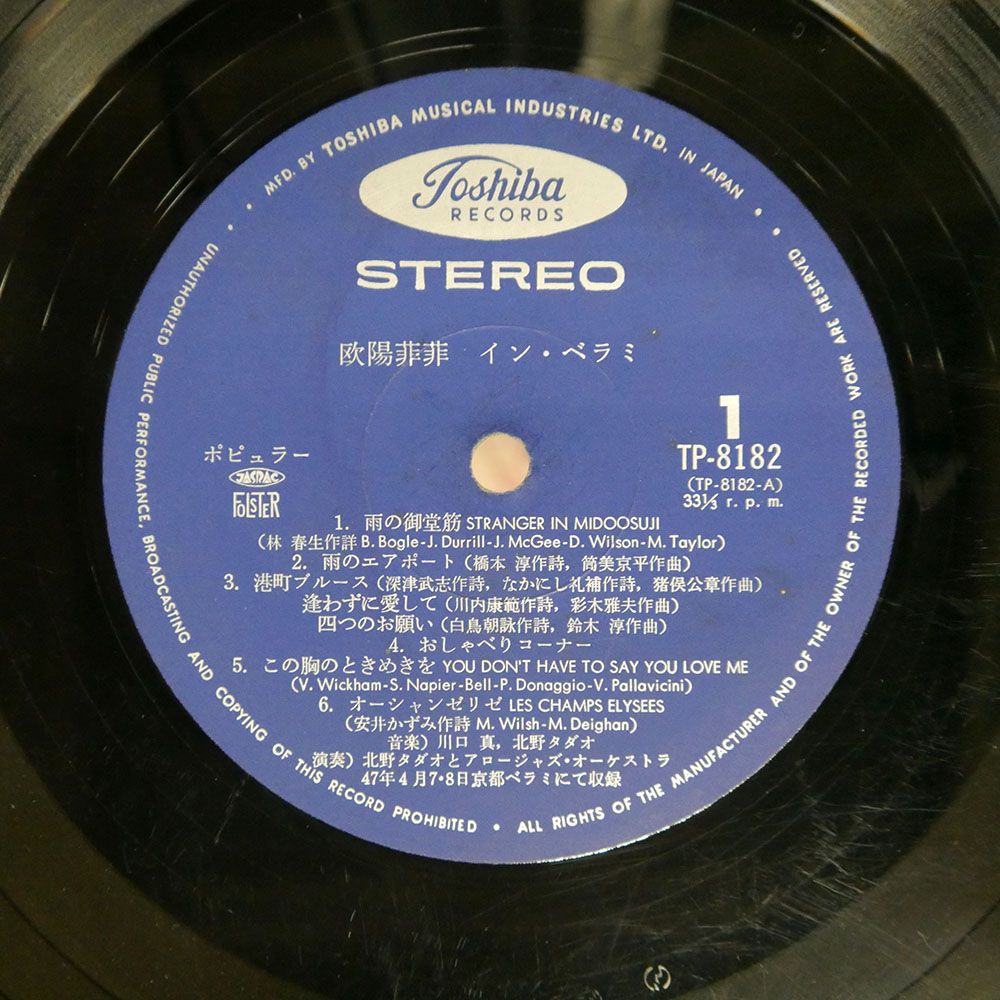 MFD. BY TOSHIBA MUSICAL INDUSTRIES LTD. IN JAPAN
Toshiba
RECORDS
STEREO
欧陽菲菲 イン・ベラミ
1
TP-8182
(TP-8182-A)
33⅓ r. p. m.
ポピュラー
JASRAC
FOLSTER
1. 雨の御堂筋 STRANGER IN MIDOOSUJI
(林 春生作詳 B. Bogle-J. Durrill-J. McGee-D. Wilson-M. Taylor)
2. 雨のエアポート (橋本 淳作詩, 筒美京平作曲)
3. 港町ブルース (深津武志作詩, なかにし礼補作詩, 猪俣公章作曲)
逢わずに愛して (川内康範作詩, 彩木雅夫作曲)
四つのお願い (白鳥朝詠作詩, 鈴木 淳作曲)
4. おしゃべりコーナー
5. この胸のときめきを YOU DON'T HAVE TO SAY YOU LOVE ME
(V. Wickham-S. Napier-Bell-P. Donaggio-V. Pallavicini)
6. オーシャンゼリゼ LES CHAMPS ELYSEES
(安井かずみ作詩 M. Wilsh-M. Deighan)
音楽) 川口 真, 北野タダオ
演奏) 北野タダオとアロージャズ・オーケストラ
47年4月7・8日京都ベラミにて収録
UNAUTHORIZED PUBLIC PERFORMANCE, BROADCASTING AND COPYING OF THIS RECORD PROHIBITED • ALL RIGHTS OF THE MANUFACTURER AND OF THE OWNER OF THE RECORDED WORK ARE RESERVED